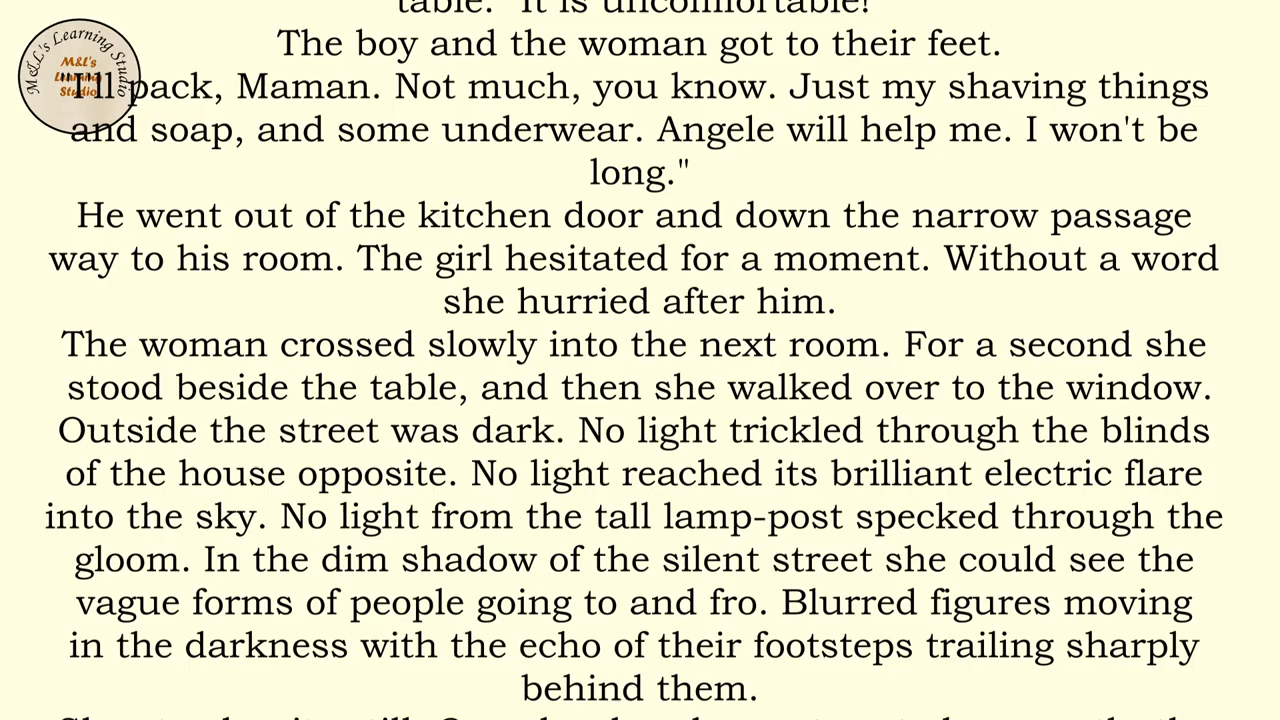 table. "It is uncomfortable!"
The boy and the woman got to their feet.
"I'll pack, Maman. Not much, you know. Just my shaving things
and soap, and some underwear. Angele will help me. I won't be
long."
He went out of the kitchen door and down the narrow passage
way to his room. The girl hesitated for a moment. Without a word
she hurried after him.
The woman crossed slowly into the next room. For a second she
stood beside the table, and then she walked over to the window.
Outside the street was dark. No light trickled through the blinds
of the house opposite. No light reached its brilliant electric flare
into the sky. No light from the tall lamp-post specked through the
gloom. In the dim shadow of the silent street she could see the
vague forms of people going to and fro. Blurred figures moving
in the darkness with the echo of their footsteps trailing sharply
behind them.
M&L's Learning Studio
M&L's
Learning
Studio